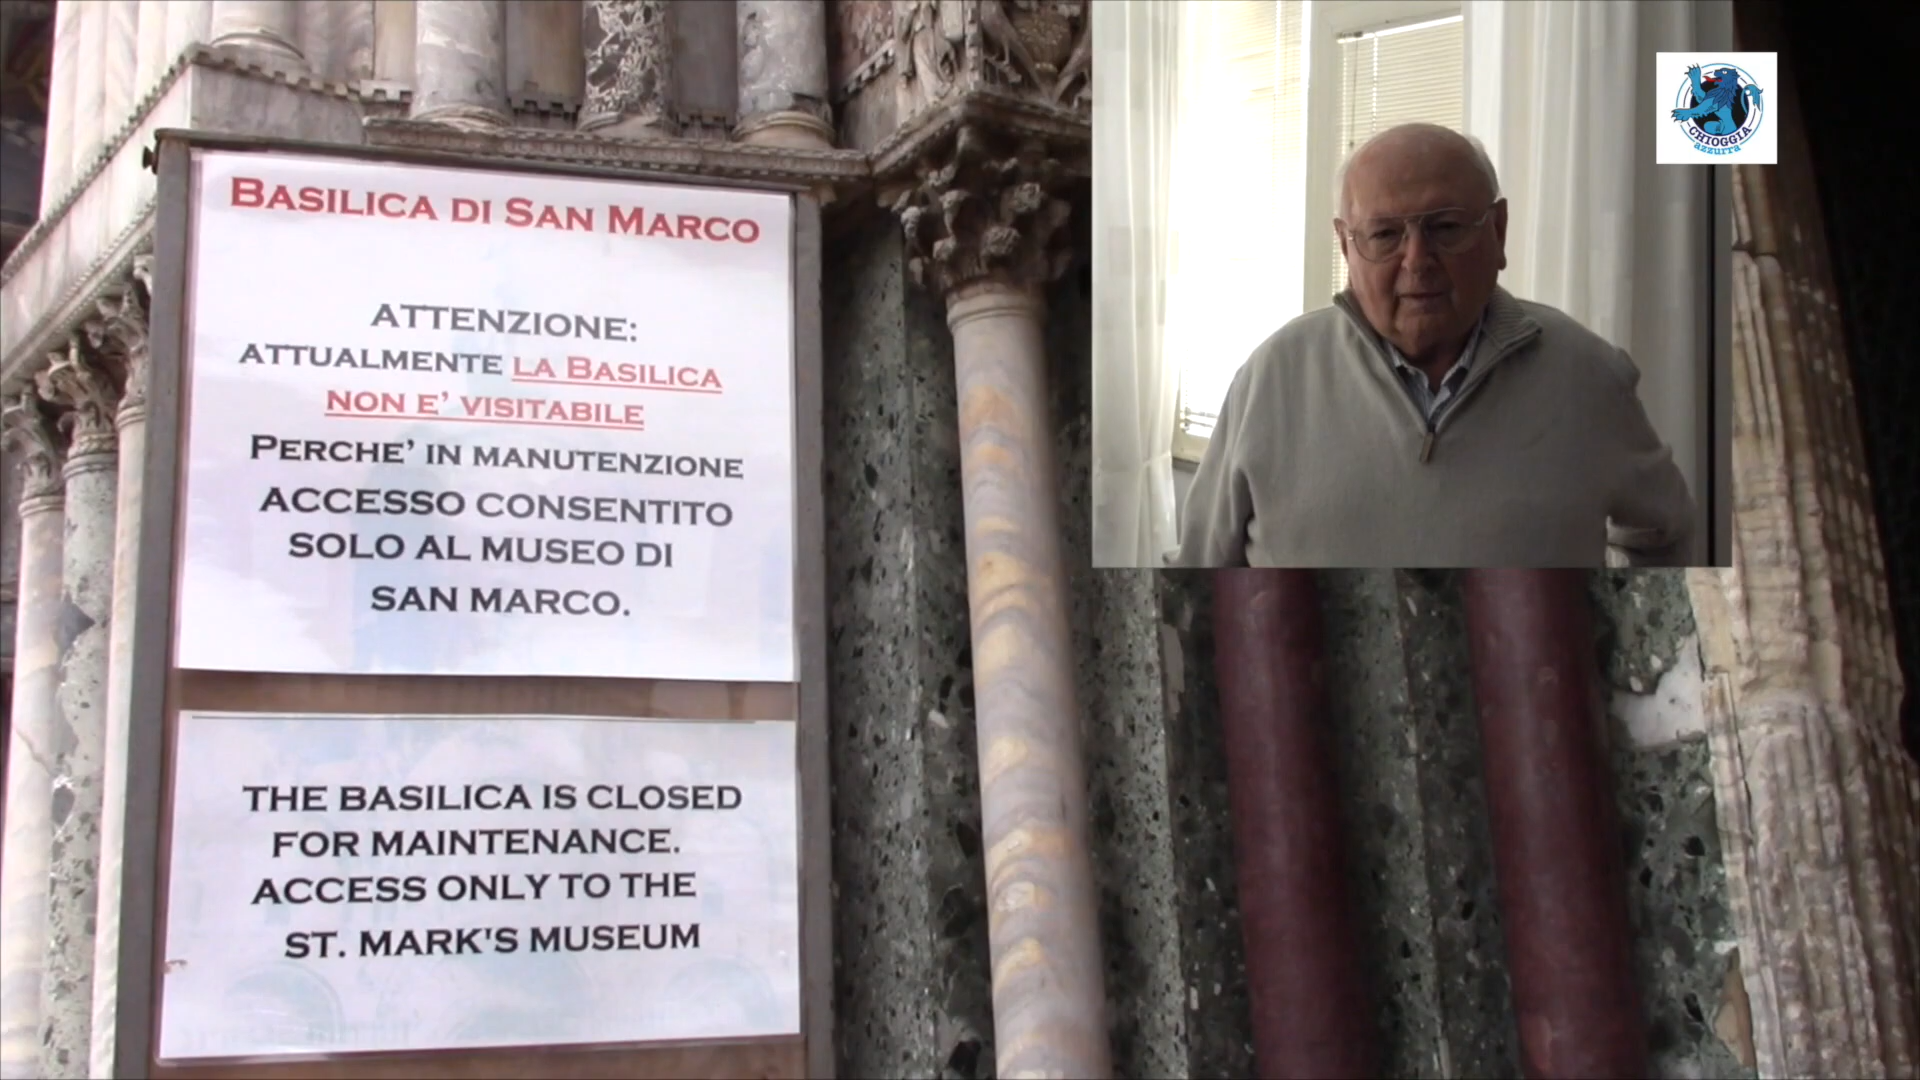 BASILICA DI SAN MARCO
ATTENZIONE:
ATTUALMENTE LA BASILICA
NON E' VISITABILE
PERCHE' IN MANUTENZIONE
ACCESSO CONSENTITO
SOLO AL MUSEO DI
SAN MARCO.
THE BASILICA IS CLOSED
FOR MAINTENANCE.
ACCESS ONLY TO THE
ST. MARK'S MUSEUM
CHIOGGIA
azzurra